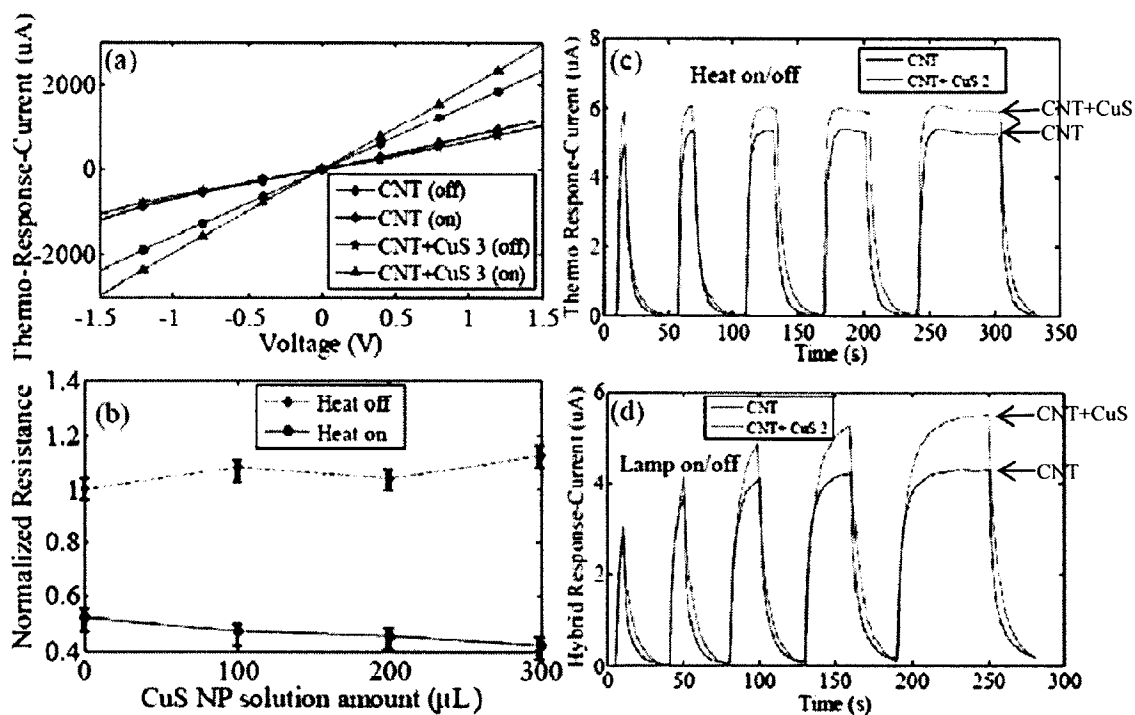 (a)
Thermo-Response-Current (uA)
2000
0
-2000
-1.5 -1 -0.5 0 0.5 1 1.5
Voltage (V)
CNT (off)
CNT (on)
CNT+CuS 3 (off)
CNT+CuS 3 (on)
(c)
Thermo Response-Current (uA)
8
6
4
2
0
Heat on/off
CNT
CNT+ CuS 2
CNT+CuS
CNT
0 50 100 150 200 250 300 350
Time (s)
(b)
Normalized Resistance
1.4
1.2
1
0.8
0.6
0.4
Heat off
Heat on
0 100 200 300
CuS NP solution amount (µL)
(d)
Hybrid Response-Current (uA)
6
4
2
0
CNT
CNT+ CuS 2
Lamp on/off
CNT+CuS
CNT
0 50 100 150 200 250 300
Time (s)